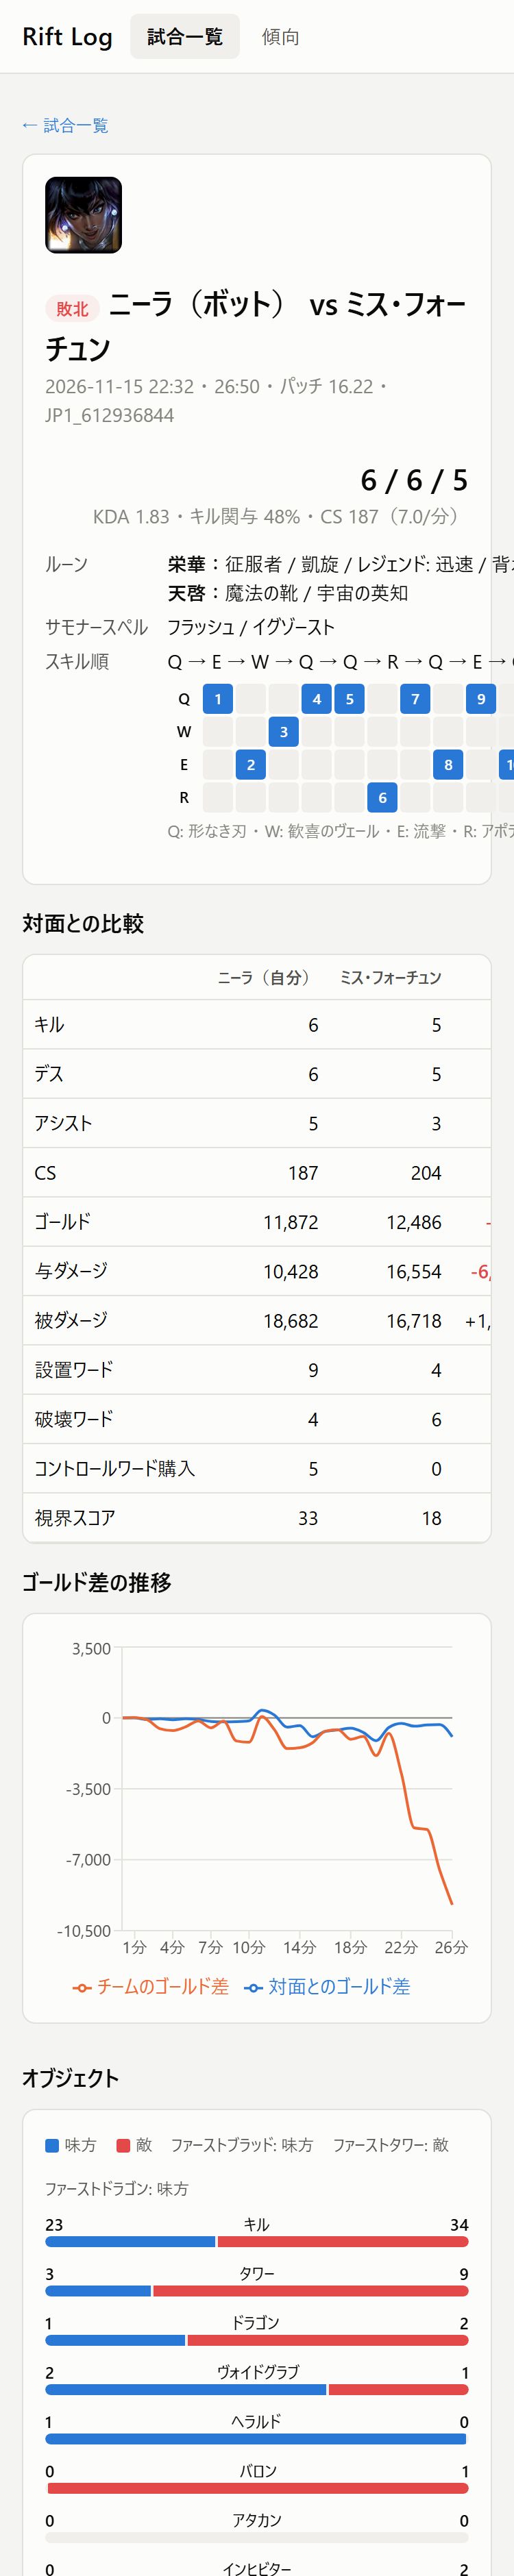 Rift Log 試合一覧 傾向
← 試合一覧
敗北 ニーラ（ボット） vs ミス・フォー
チュン
2026-11-15 22:32・26:50・パッチ 16.22・
JP1_612936844
6 / 6 / 5
KDA 1.83・キル関与 48%・CS 187（7.0/分）
ルーン 栄華：征服者 / 凱旋 / レジェンド: 迅速 / 背
天啓：魔法の靴 / 宇宙の英知
サモナースペル フラッシュ / イグゾースト
スキル順 Q → E → W → Q → Q → R → Q → E →
Q 1 4 5 7 9
W 3
E 2 8
R 6
Q: 形なき刃・W: 歓喜のヴェール・E: 流撃・R: アポ
対面との比較
ニーラ（自分） ミス・フォーチュン
キル 6 5
デス 6 5
アシスト 5 3
CS 187 204
ゴールド 11,872 12,486 -
与ダメージ 10,428 16,554 -6,
被ダメージ 18,682 16,718 +1,
設置ワード 9 4
破壊ワード 4 6
コントロールワード購入 5 0
視界スコア 33 18
ゴールド差の推移
3,500
0
-3,500
-7,000
-10,500
1分 4分 7分 10分 14分 18分 22分 26分
チームのゴールド差 対面とのゴールド差
オブジェクト
味方 敵 ファーストブラッド: 味方 ファーストタワー: 敵
ファーストドラゴン: 味方
23 キル 34
3 タワー 9
1 ドラゴン 2
2 ヴォイドグラブ 1
1 ヘラルド 0
0 バロン 1
0 アタカン 0
0 インヒビター 2